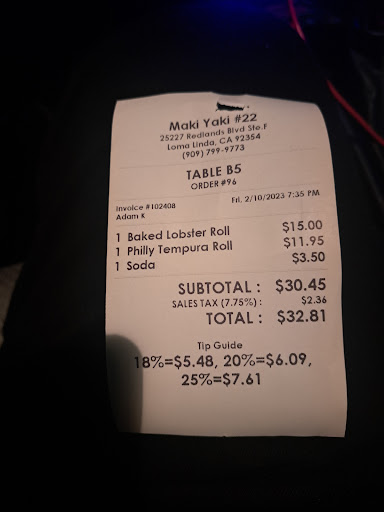 Maki Yaki #22
25227 Redlands Blvd Ste.F
Loma Linda, CA 92354
(909) 799-9773
TABLE B5
ORDER #96
Invoice #102408 Fri, 2/10/2023 7:35 PM
Adam K
1 Baked Lobster Roll $15.00
1 Philly Tempura Roll $11.95
1 Soda $3.50
SUBTOTAL : $30.45
SALES TAX (7.75%) : $2.36
TOTAL : $32.81
Tip Guide
18%=$5.48, 20%=$6.09,
25%=$7.61